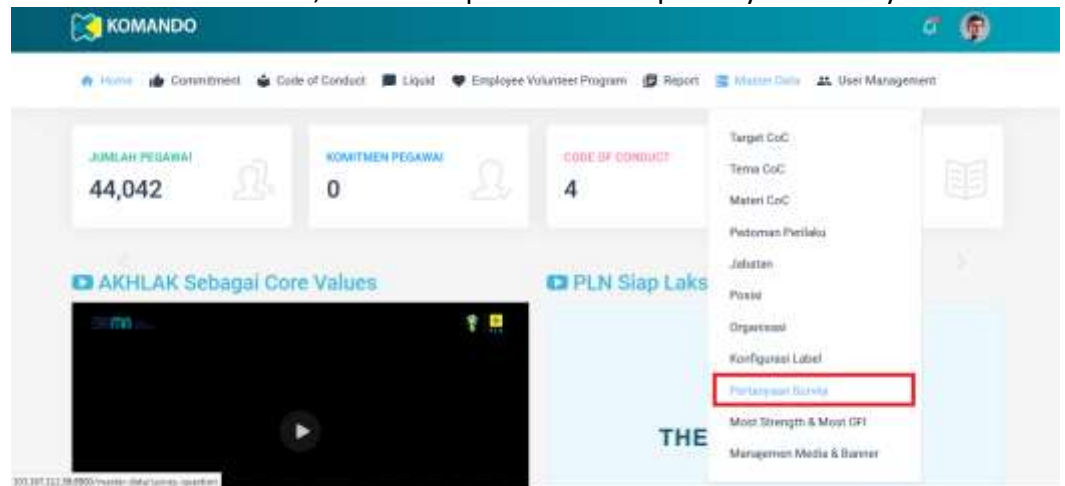 KOMANDO
Home Commitment Code of Conduct Liquid Employee Volunteer Program Report Master Data User Management
JUMLAH PEGAWAI
44,042
KOMITMEN PEGAWAI
0
CODE OF CONDUCT
4
Target CoC
Tema CoC
Materi CoC
Pedoman Perilaku
Jabatan
Posisi
Organisasi
Konfigurasi Label
Pertanyaan Survey
Most Strength & Most OFI
Managemen Media & Banner
AKHLAK Sebagai Core Values
PLN Siap Laks
THE